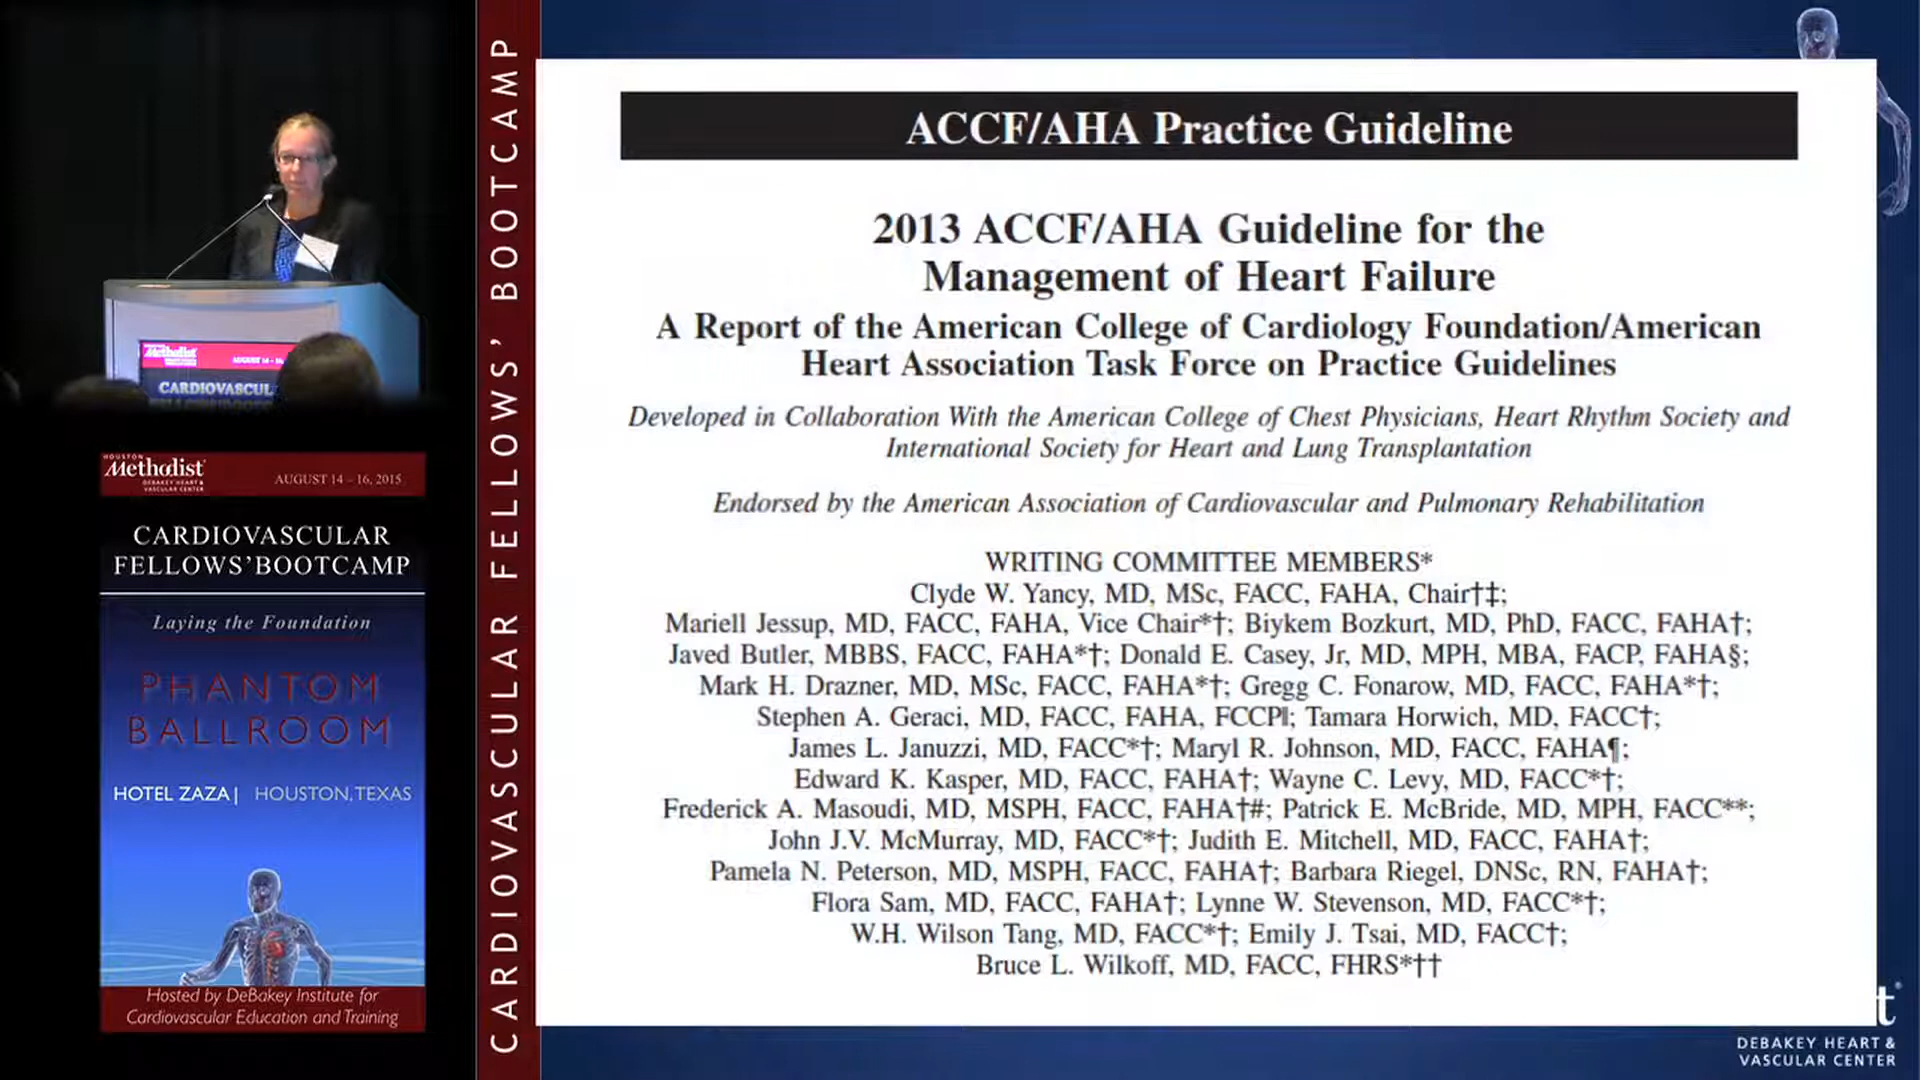 Methodist
AUGUST 14 - 16
CARDIOVASCUL
HOUSTON
Methodist
DEBAKEY HEART &
VASCULAR CENTER
AUGUST 14 – 16, 2015
CARDIOVASCULAR
FELLOWS'BOOTCAMP
Laying the Foundation
PHANTOM
BALLROOM
HOTEL ZAZA| HOUSTON,TEXAS
Hosted by DeBakey Institute for
Cardiovascular Education and Training
CARDIOVASCULAR FELLOWS' BOOTCAMP
ACCF/AHA Practice Guideline
2013 ACCF/AHA Guideline for the
Management of Heart Failure
A Report of the American College of Cardiology Foundation/American
Heart Association Task Force on Practice Guidelines
Developed in Collaboration With the American College of Chest Physicians, Heart Rhythm Society and
International Society for Heart and Lung Transplantation
Endorsed by the American Association of Cardiovascular and Pulmonary Rehabilitation
WRITING COMMITTEE MEMBERS*
Clyde W. Yancy, MD, MSc, FACC, FAHA, Chair†‡;
Mariell Jessup, MD, FACC, FAHA, Vice Chair*†; Biykem Bozkurt, MD, PhD, FACC, FAHA†;
Javed Butler, MBBS, FACC, FAHA*†; Donald E. Casey, Jr, MD, MPH, MBA, FACP, FAHA§;
Mark H. Drazner, MD, MSc, FACC, FAHA*†; Gregg C. Fonarow, MD, FACC, FAHA*†;
Stephen A. Geraci, MD, FACC, FAHA, FCCP‖; Tamara Horwich, MD, FACC†;
James L. Januzzi, MD, FACC*†; Maryl R. Johnson, MD, FACC, FAHA¶;
Edward K. Kasper, MD, FACC, FAHA†; Wayne C. Levy, MD, FACC*†;
Frederick A. Masoudi, MD, MSPH, FACC, FAHA†#; Patrick E. McBride, MD, MPH, FACC**;
John J.V. McMurray, MD, FACC*†; Judith E. Mitchell, MD, FACC, FAHA†;
Pamela N. Peterson, MD, MSPH, FACC, FAHA†; Barbara Riegel, DNSc, RN, FAHA†;
Flora Sam, MD, FACC, FAHA†; Lynne W. Stevenson, MD, FACC*†;
W.H. Wilson Tang, MD, FACC*†; Emily J. Tsai, MD, FACC†;
Bruce L. Wilkoff, MD, FACC, FHRS*††
t®
DEBAKEY HEART &
VASCULAR CENTER